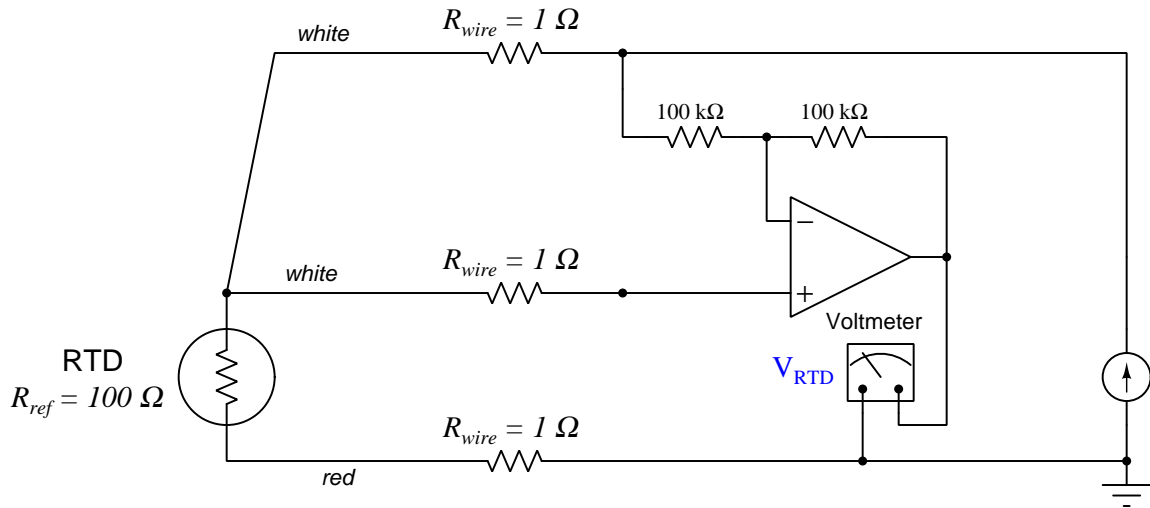 R_wire = 1 Ω
white
100 kΩ 100 kΩ
R_wire = 1 Ω
white
−
+
Voltmeter
RTD
R_ref = 100 Ω
V_RTD
R_wire = 1 Ω
red